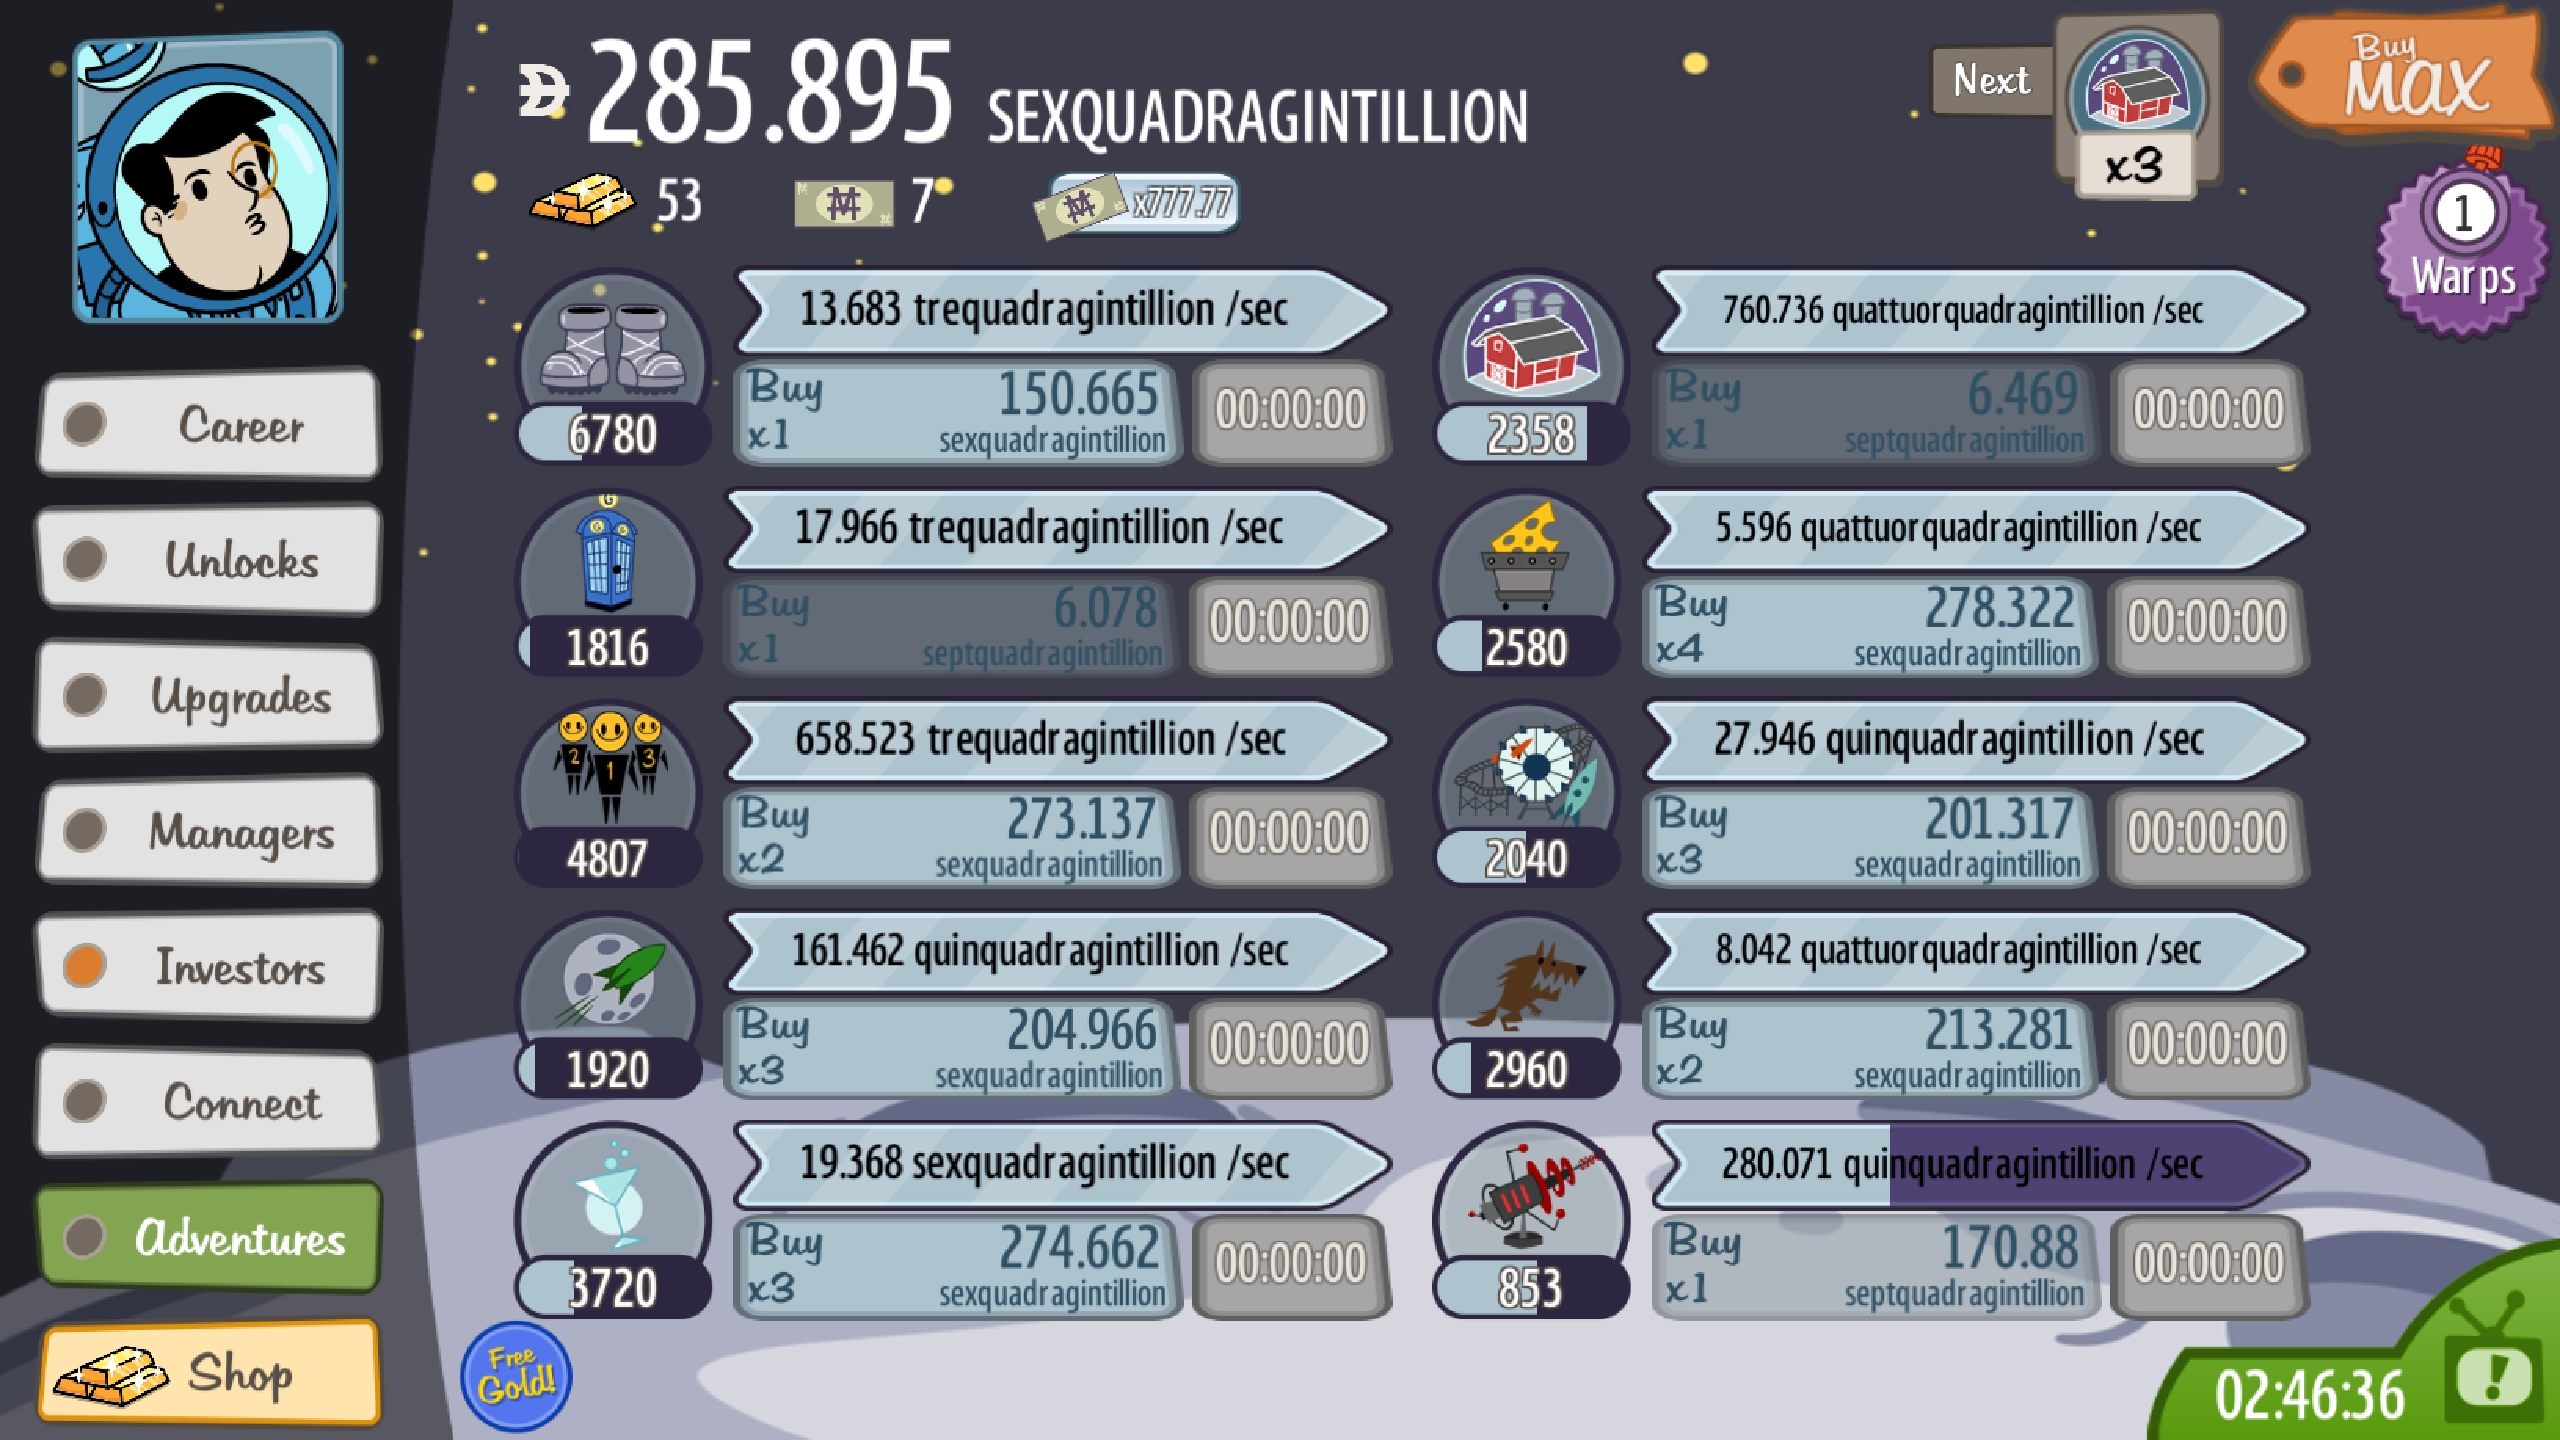 285.895 SEXQUADRAGINTILLION
Next
x3
Buy
MAX
53
7
x777.77
1
Warps
Career
Unlocks
Upgrades
Managers
Investors
Connect
Adventures
Shop
13.683 trequadragintillion /sec
Buy
x1
150.665
sexquadragintillion
00:00:00
6780
760.736 quattuorquadragintillion /sec
Buy
x1
6.469
septquadragintillion
00:00:00
2358
G
17.966 trequadragintillion /sec
Buy
x1
6.078
septquadragintillion
00:00:00
1816
5.596 quattuorquadragintillion /sec
Buy
x4
278.322
sexquadragintillion
00:00:00
2580
2 1 3
658.523 trequadragintillion /sec
Buy
x2
273.137
sexquadragintillion
00:00:00
4807
27.946 quinquadragintillion /sec
Buy
x3
201.317
sexquadragintillion
00:00:00
2040
161.462 quinquadragintillion /sec
Buy
x3
204.966
sexquadragintillion
00:00:00
1920
8.042 quattuorquadragintillion /sec
Buy
x2
213.281
sexquadragintillion
00:00:00
2960
19.368 sexquadragintillion /sec
Buy
x3
274.662
sexquadragintillion
00:00:00
3720
280.071 quinquadragintillion /sec
Buy
x1
170.88
septquadragintillion
00:00:00
853
Free
Gold!
02:46:36
!